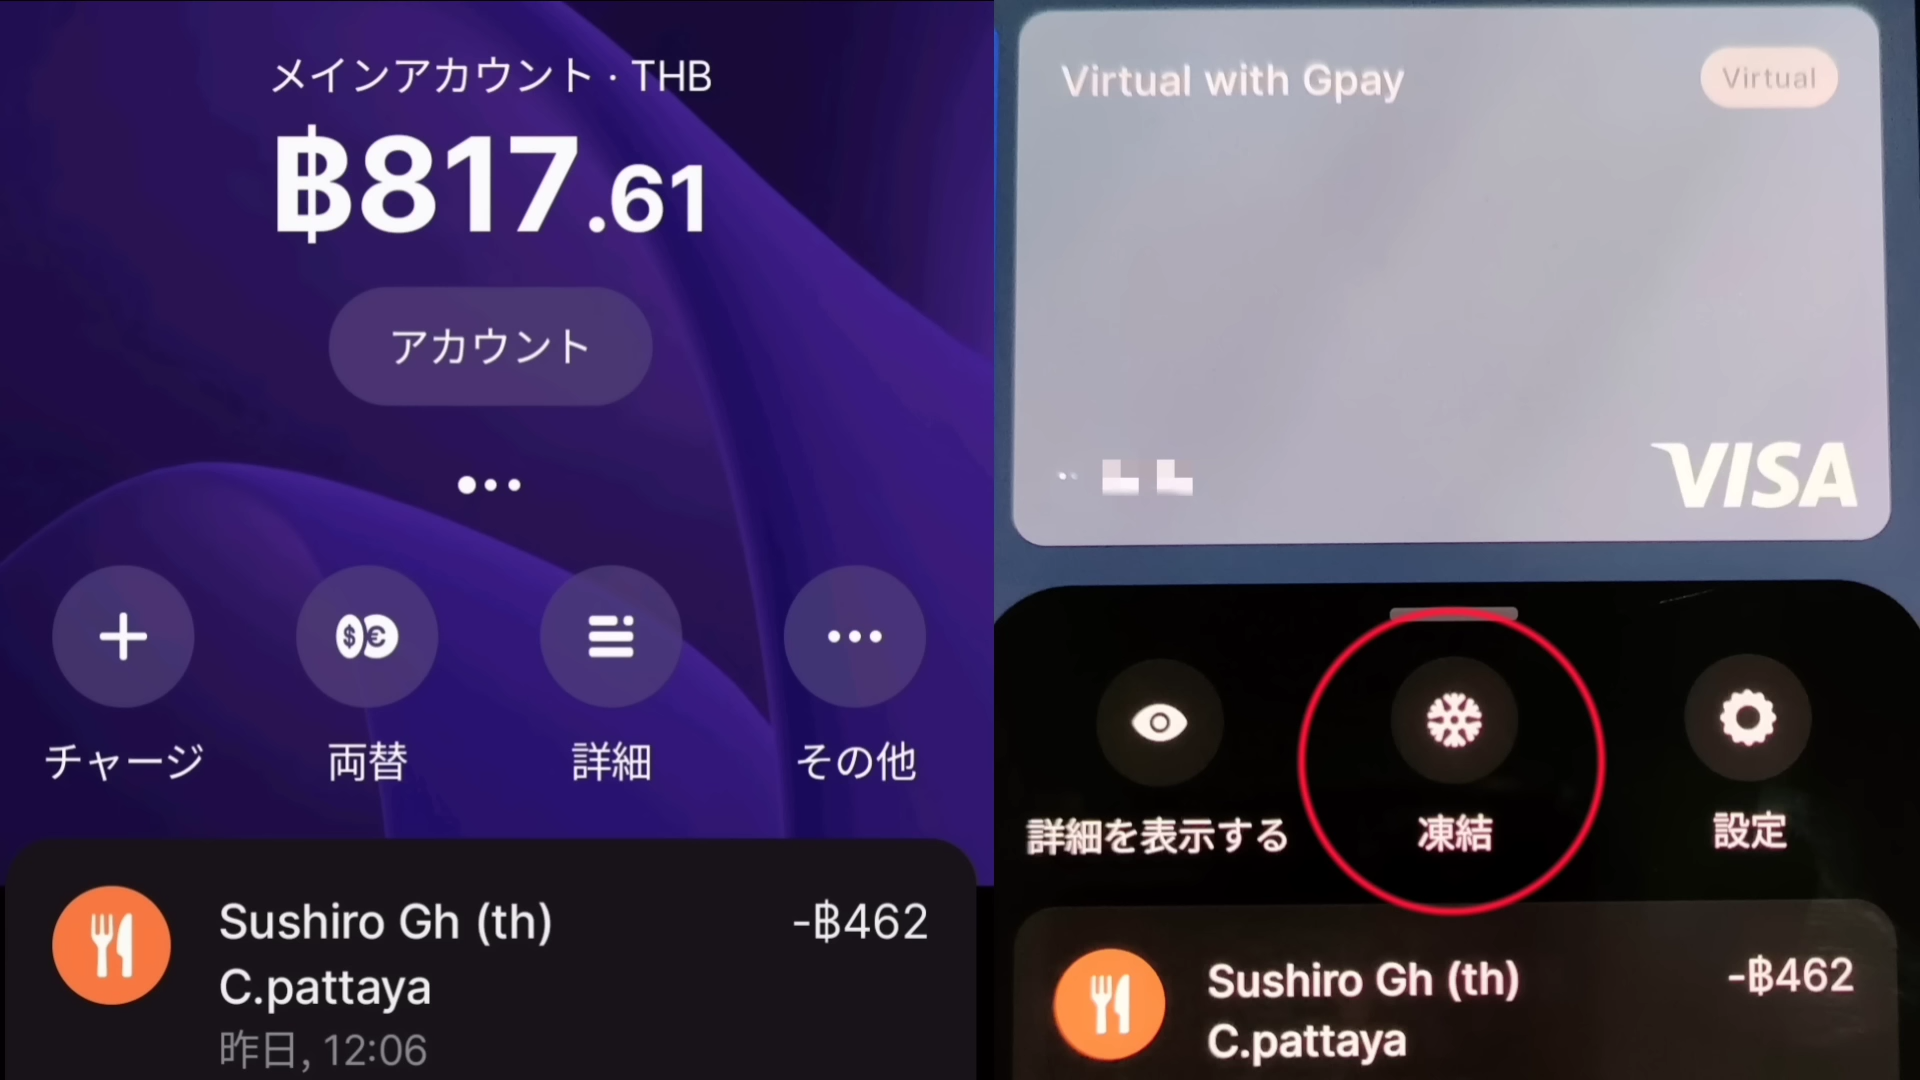 メインアカウント · THB
฿817.61
アカウント
チャージ
両替
詳細
その他
Sushiro Gh (th)
C.pattaya
-฿462
昨日, 12:06
Virtual with Gpay
Virtual
VISA
詳細を表示する
凍結
設定
Sushiro Gh (th)
C.pattaya
-฿462